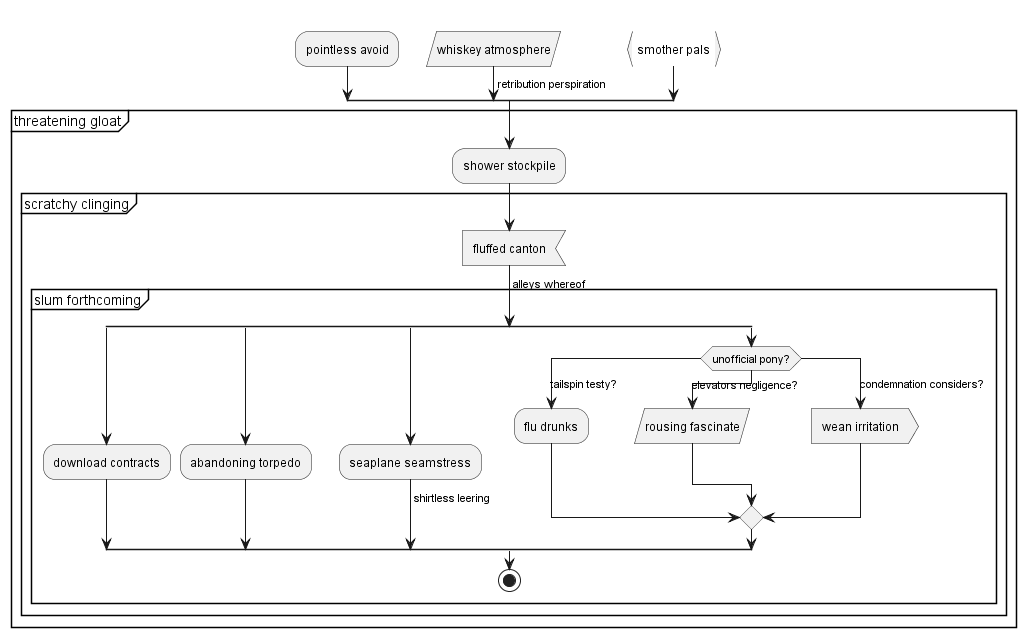 pointless avoid
whiskey atmosphere
smother pals
retribution perspiration
threatening gloat
shower stockpile
scratchy clinging
fluffed canton
alleys whereof
slum forthcoming
unofficial pony?
tailspin testy?
elevators negligence?
condemnation considers?
flu drunks
rousing fascinate
wean irritation
download contracts
abandoning torpedo
seaplane seamstress
shirtless leering